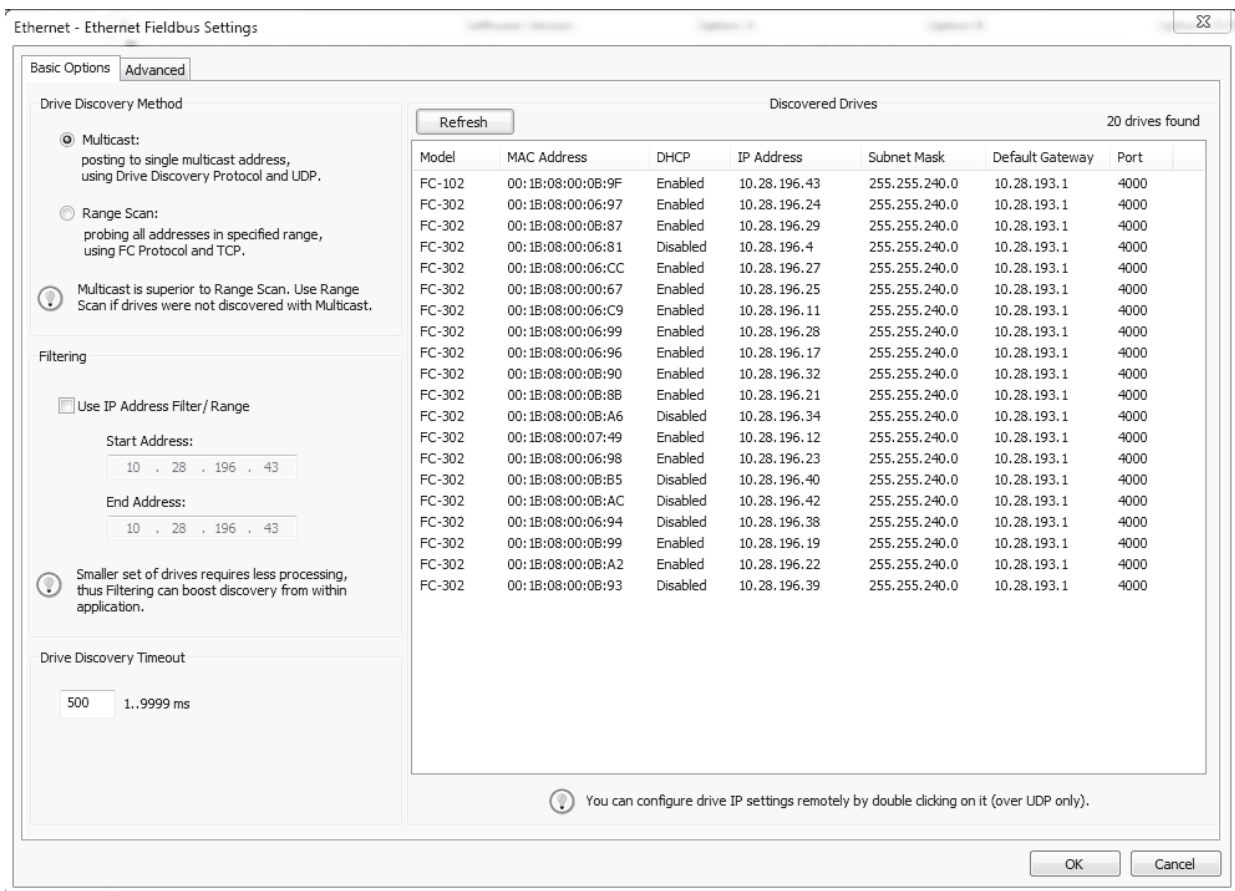 Ethernet - Ethernet Fieldbus Settings
Basic Options Advanced
Drive Discovery Method
Multicast:
posting to single multicast address,
using Drive Discovery Protocol and UDP.
Range Scan:
probing all addresses in specified range,
using FC Protocol and TCP.
Multicast is superior to Range Scan. Use Range
Scan if drives were not discovered with Multicast.
Filtering
Use IP Address Filter/ Range
Start Address:
10 . 28 . 196 . 43
End Address:
10 . 28 . 196 . 43
Smaller set of drives requires less processing,
thus Filtering can boost discovery from within
application.
Drive Discovery Timeout
500 1..9999 ms
Discovered Drives
Refresh 20 drives found
Model MAC Address DHCP IP Address Subnet Mask Default Gateway Port
FC-102 00:1B:08:00:0B:9F Enabled 10.28.196.43 255.255.240.0 10.28.193.1 4000
FC-302 00:1B:08:00:06:97 Enabled 10.28.196.24 255.255.240.0 10.28.193.1 4000
FC-302 00:1B:08:00:0B:87 Enabled 10.28.196.29 255.255.240.0 10.28.193.1 4000
FC-302 00:1B:08:00:06:81 Disabled 10.28.196.4 255.255.240.0 10.28.193.1 4000
FC-302 00:1B:08:00:06:CC Enabled 10.28.196.27 255.255.240.0 10.28.193.1 4000
FC-302 00:1B:08:00:00:67 Enabled 10.28.196.25 255.255.240.0 10.28.193.1 4000
FC-302 00:1B:08:00:06:C9 Enabled 10.28.196.11 255.255.240.0 10.28.193.1 4000
FC-302 00:1B:08:00:06:99 Enabled 10.28.196.28 255.255.240.0 10.28.193.1 4000
FC-302 00:1B:08:00:06:96 Enabled 10.28.196.17 255.255.240.0 10.28.193.1 4000
FC-302 00:1B:08:00:0B:90 Enabled 10.28.196.32 255.255.240.0 10.28.193.1 4000
FC-302 00:1B:08:00:0B:8B Enabled 10.28.196.21 255.255.240.0 10.28.193.1 4000
FC-302 00:1B:08:00:0B:A6 Disabled 10.28.196.34 255.255.240.0 10.28.193.1 4000
FC-302 00:1B:08:00:07:49 Enabled 10.28.196.12 255.255.240.0 10.28.193.1 4000
FC-302 00:1B:08:00:06:98 Enabled 10.28.196.23 255.255.240.0 10.28.193.1 4000
FC-302 00:1B:08:00:0B:B5 Disabled 10.28.196.40 255.255.240.0 10.28.193.1 4000
FC-302 00:1B:08:00:0B:AC Disabled 10.28.196.42 255.255.240.0 10.28.193.1 4000
FC-302 00:1B:08:00:06:94 Disabled 10.28.196.38 255.255.240.0 10.28.193.1 4000
FC-302 00:1B:08:00:0B:99 Enabled 10.28.196.19 255.255.240.0 10.28.193.1 4000
FC-302 00:1B:08:00:0B:A2 Enabled 10.28.196.22 255.255.240.0 10.28.193.1 4000
FC-302 00:1B:08:00:0B:93 Disabled 10.28.196.39 255.255.240.0 10.28.193.1 4000
You can configure drive IP settings remotely by double clicking on it (over UDP only).
OK Cancel